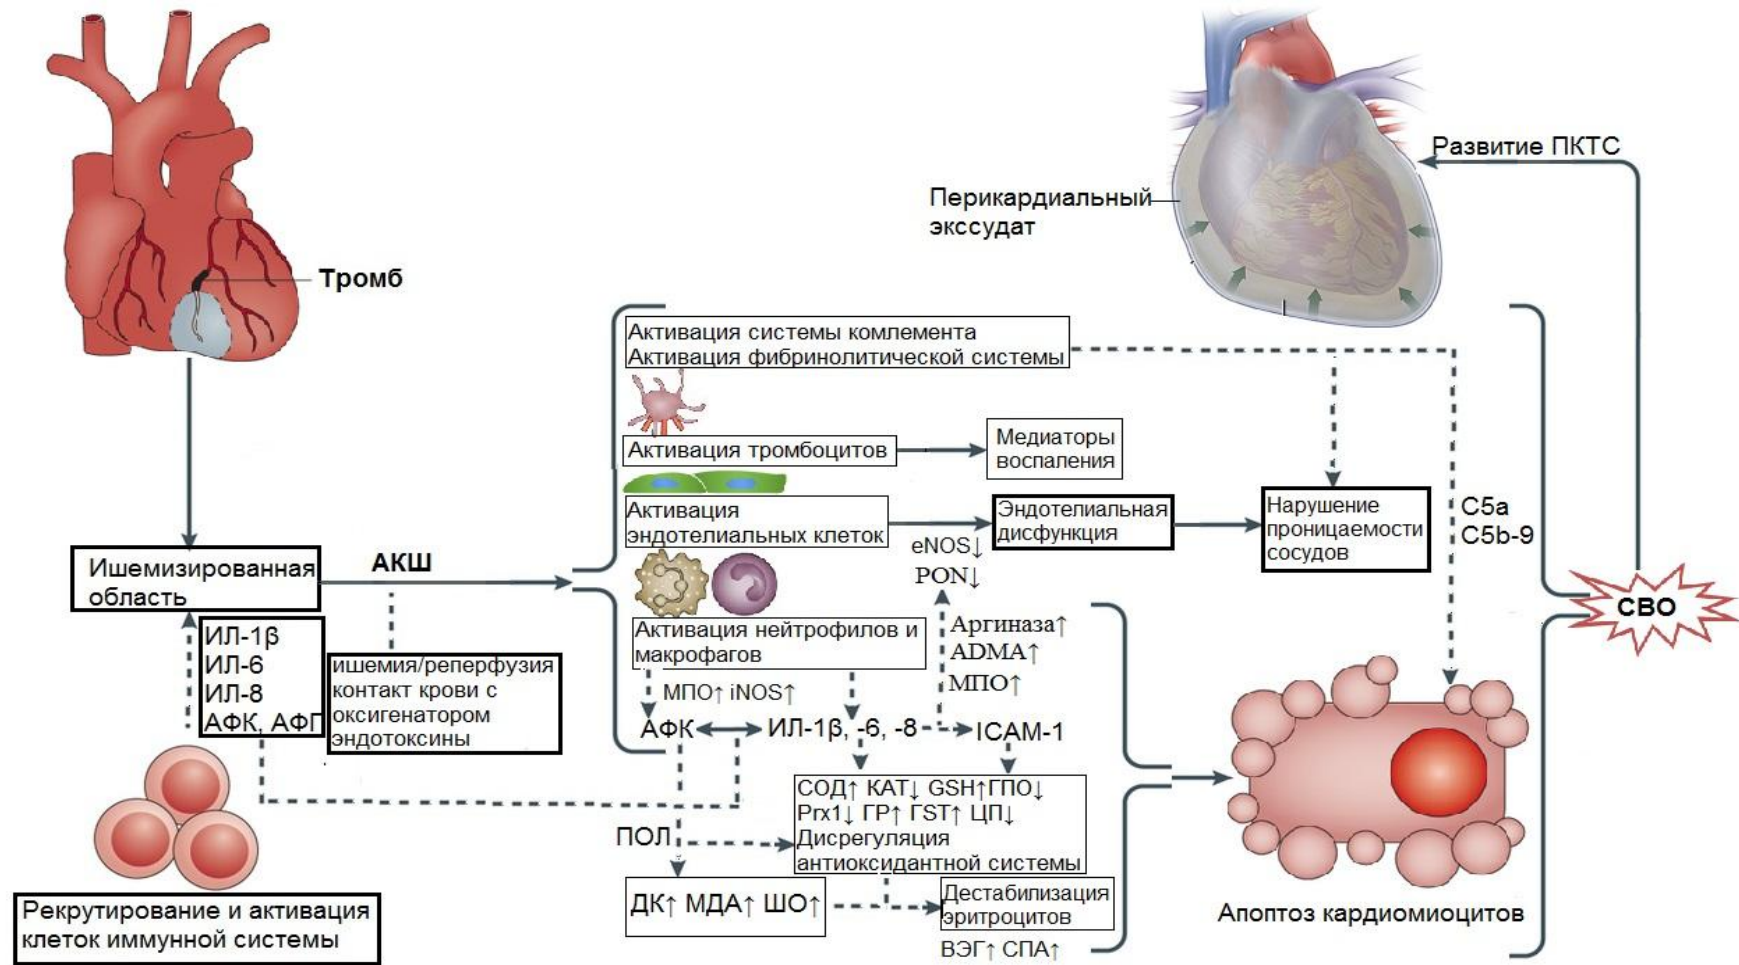 Развитие ПКТС
Перикардиальный
экссудат
Тромб
Активация системы комлемента
Активация фибринолитической системы
Активация тромбоцитов
Медиаторы
воспаления
Активация
эндотелиальных клеток
Эндотелиальная
дисфункция
Нарушение
проницаемости
сосудов
C5a
C5b-9
eNOS↓
PON↓
АКШ
Ишемизированная
область
СВО
ИЛ-1β
ИЛ-6
ИЛ-8
АФК, АФП
ишемия/реперфузия
контакт крови с
оксигенатором
эндотоксины
Активация нейтрофилов и
макрофагов
Аргиназа↑
ADMA↑
МПО↑
МПО↑ iNOS↑
АФК
ИЛ-1β, -6, -8
ICAM-1
СОД↑ КАТ↓ GSH↑ГПО↓
Prx1↓ ГР↑ ГST↑ ЦП↓
Дисрегуляция
антиоксидантной системы
ПОЛ
ДК↑ МДА↑ ШО↑
Дестабилизация
эритроцитов
ВЭГ↑ СПА↑
Апоптоз кардиомиоцитов
Рекрутирование и активация
клеток иммунной системы